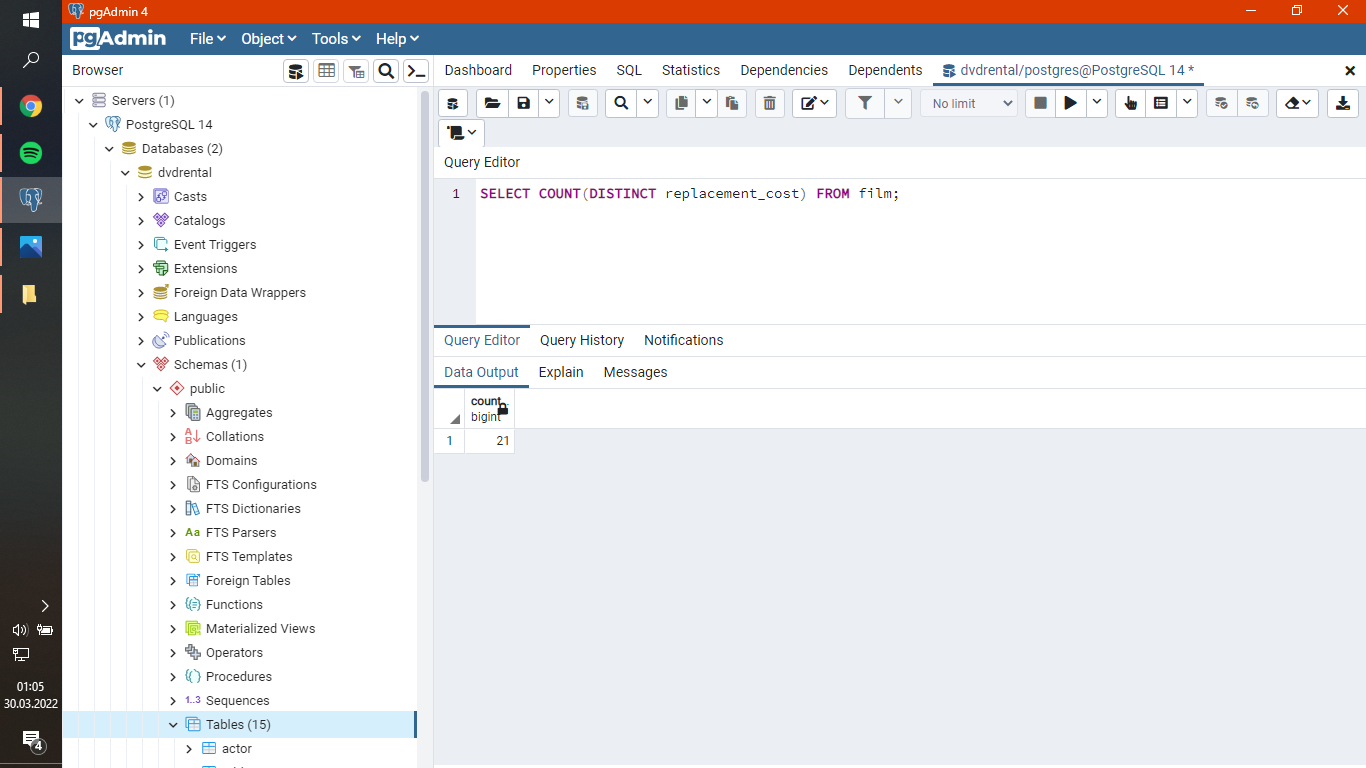 pgAdmin 4
pgAdmin File Object Tools Help
Browser
Dashboard Properties SQL Statistics Dependencies Dependents dvdrental/postgres@PostgreSQL 14 *
No limit
Servers (1)
PostgreSQL 14
Databases (2)
dvdrental
Casts
Catalogs
Event Triggers
Extensions
Foreign Data Wrappers
Languages
Publications
Schemas (1)
public
Aggregates
Collations
Domains
FTS Configurations
FTS Dictionaries
Aa FTS Parsers
FTS Templates
Foreign Tables
Functions
Materialized Views
Operators
Procedures
1..3 Sequences
Tables (15)
actor
Query Editor
1 SELECT COUNT(DISTINCT replacement_cost) FROM film;
Query Editor Query History Notifications
Data Output Explain Messages
count
bigint
1 21
01:05
30.03.2022
4